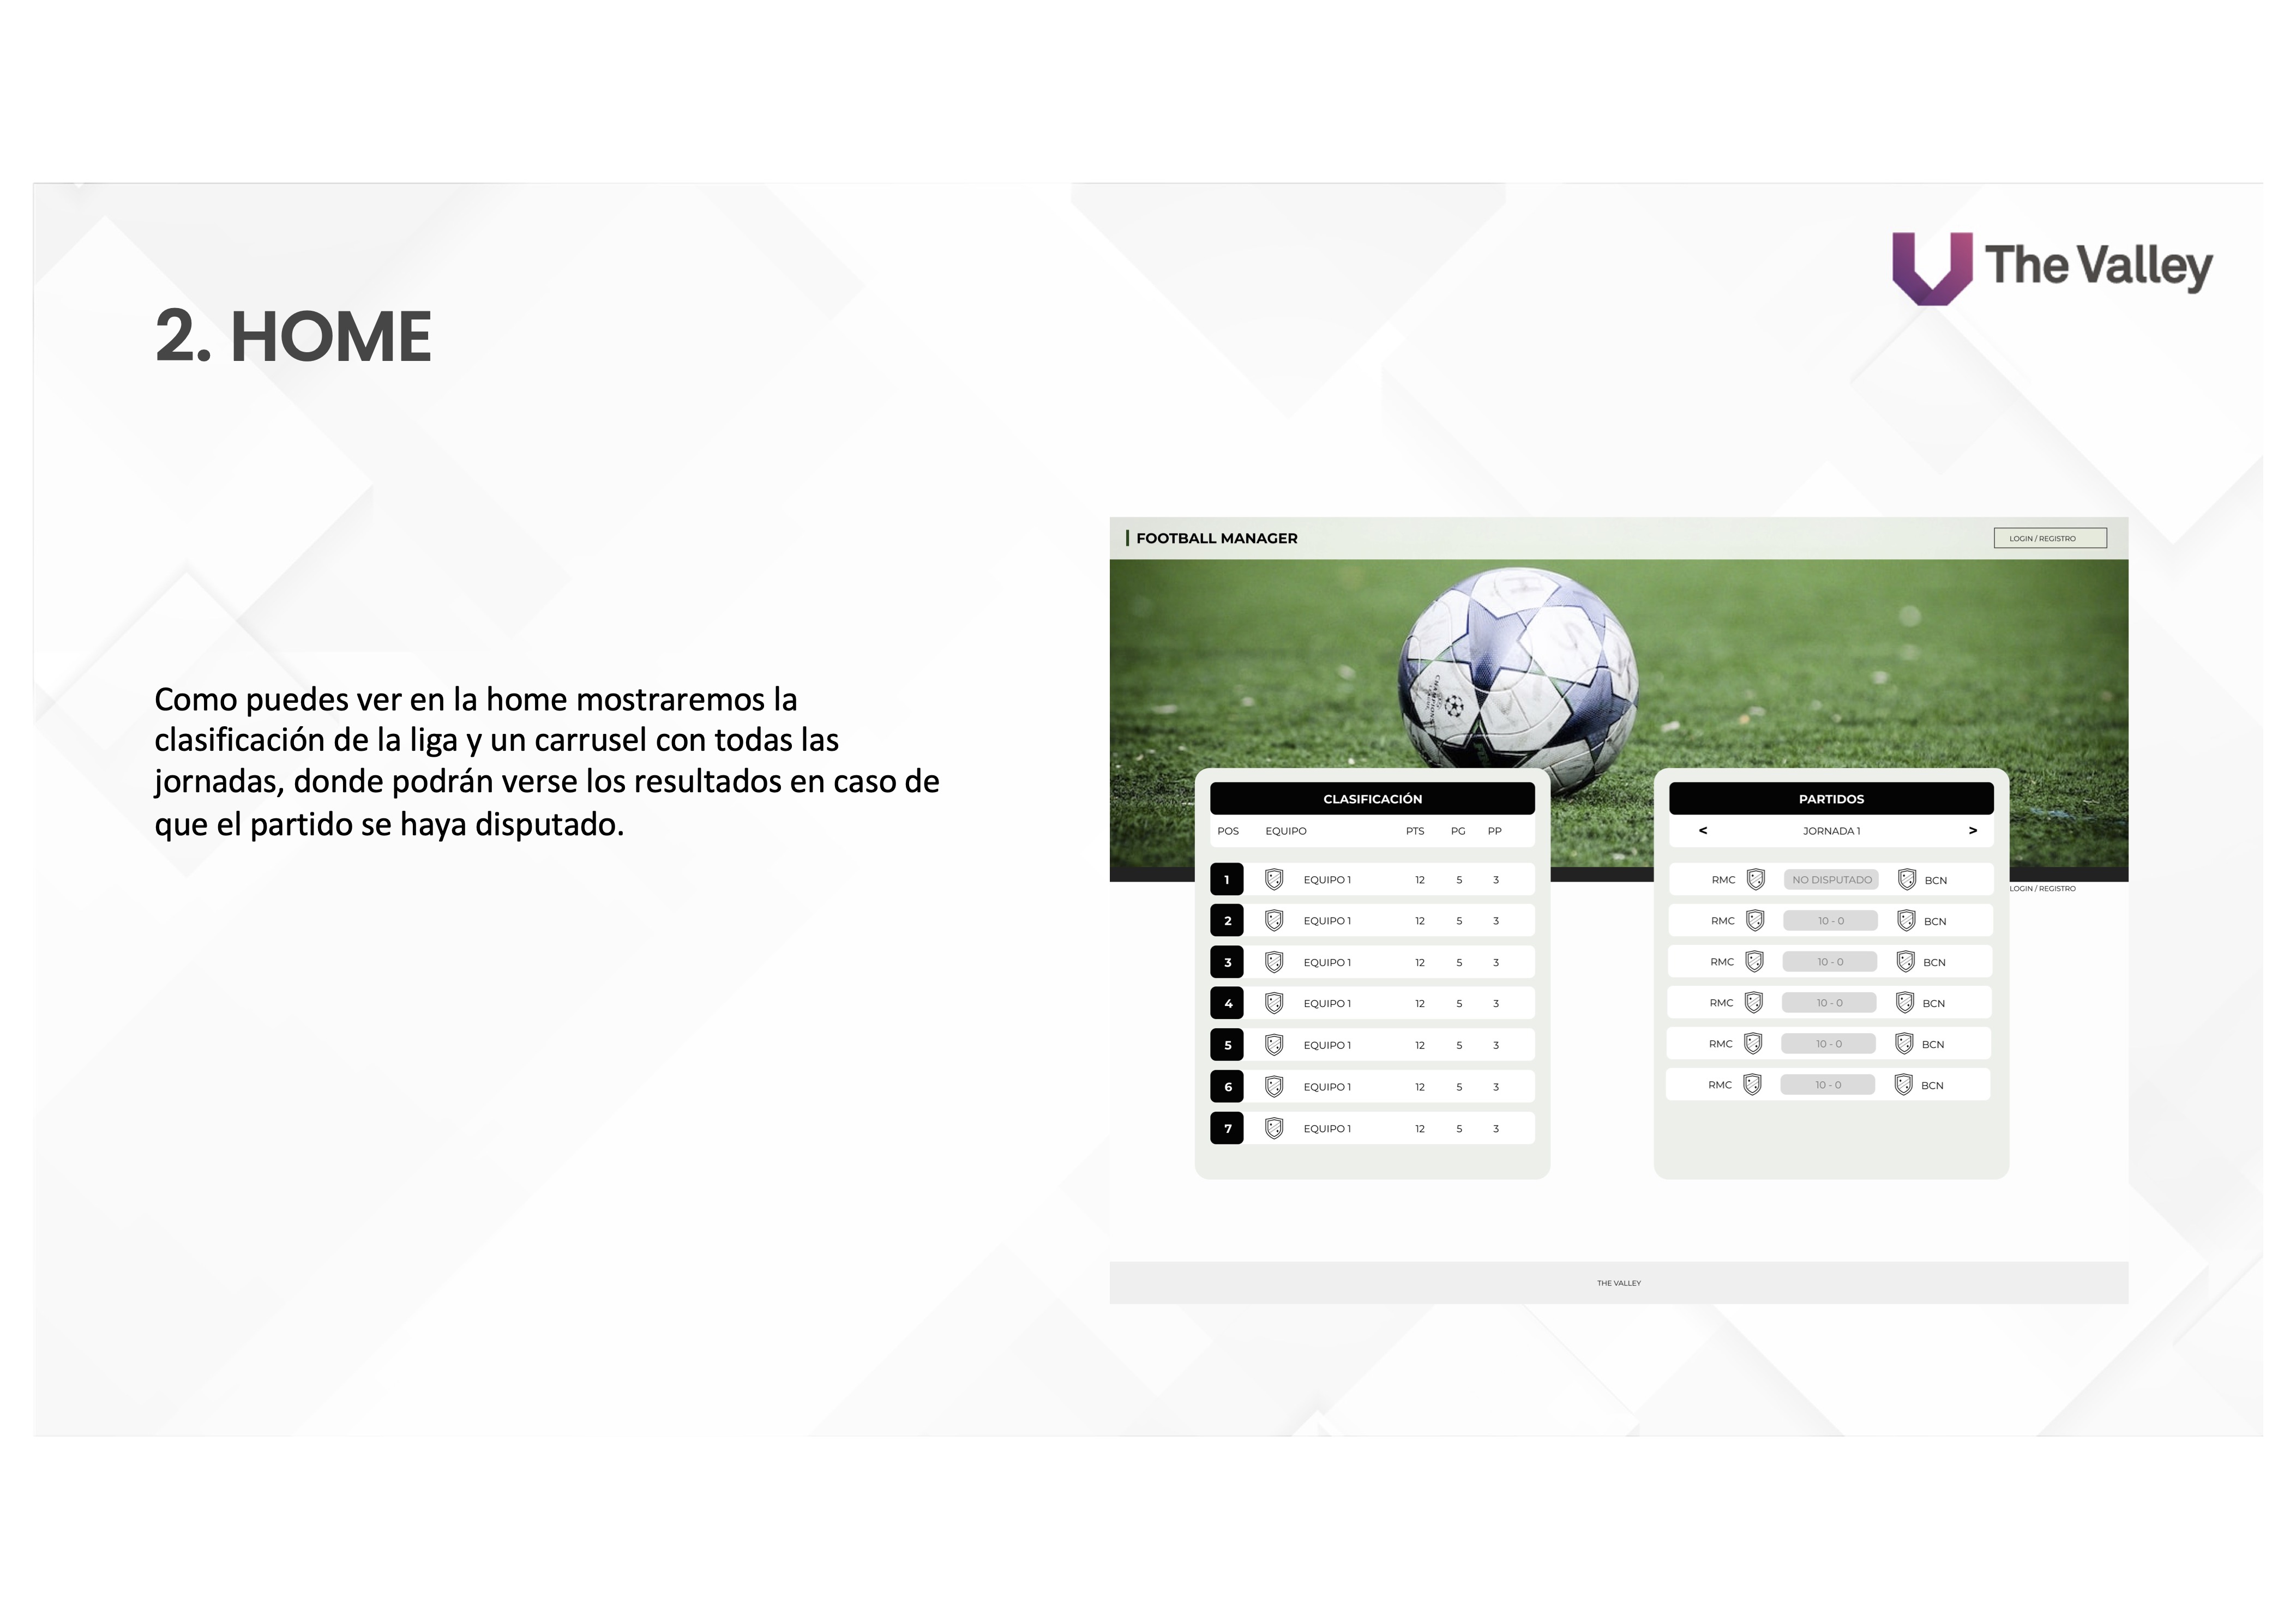 The Valley
2. HOME
Como puedes ver en la home mostraremos la
clasificación de la liga y un carrusel con todas las
jornadas, donde podrán verse los resultados en caso de
que el partido se haya disputado.
FOOTBALL MANAGER
LOGIN / REGISTRO
CLASIFICACIÓN
POS EQUIPO PTS PG PP
1 EQUIPO 1 12 5 3
2 EQUIPO 1 12 5 3
3 EQUIPO 1 12 5 3
4 EQUIPO 1 12 5 3
5 EQUIPO 1 12 5 3
6 EQUIPO 1 12 5 3
7 EQUIPO 1 12 5 3
PARTIDOS
< JORNADA 1 >
RMC NO DISPUTADO BCN
RMC 10 - 0 BCN
RMC 10 - 0 BCN
RMC 10 - 0 BCN
RMC 10 - 0 BCN
RMC 10 - 0 BCN
LOGIN / REGISTRO
THE VALLEY